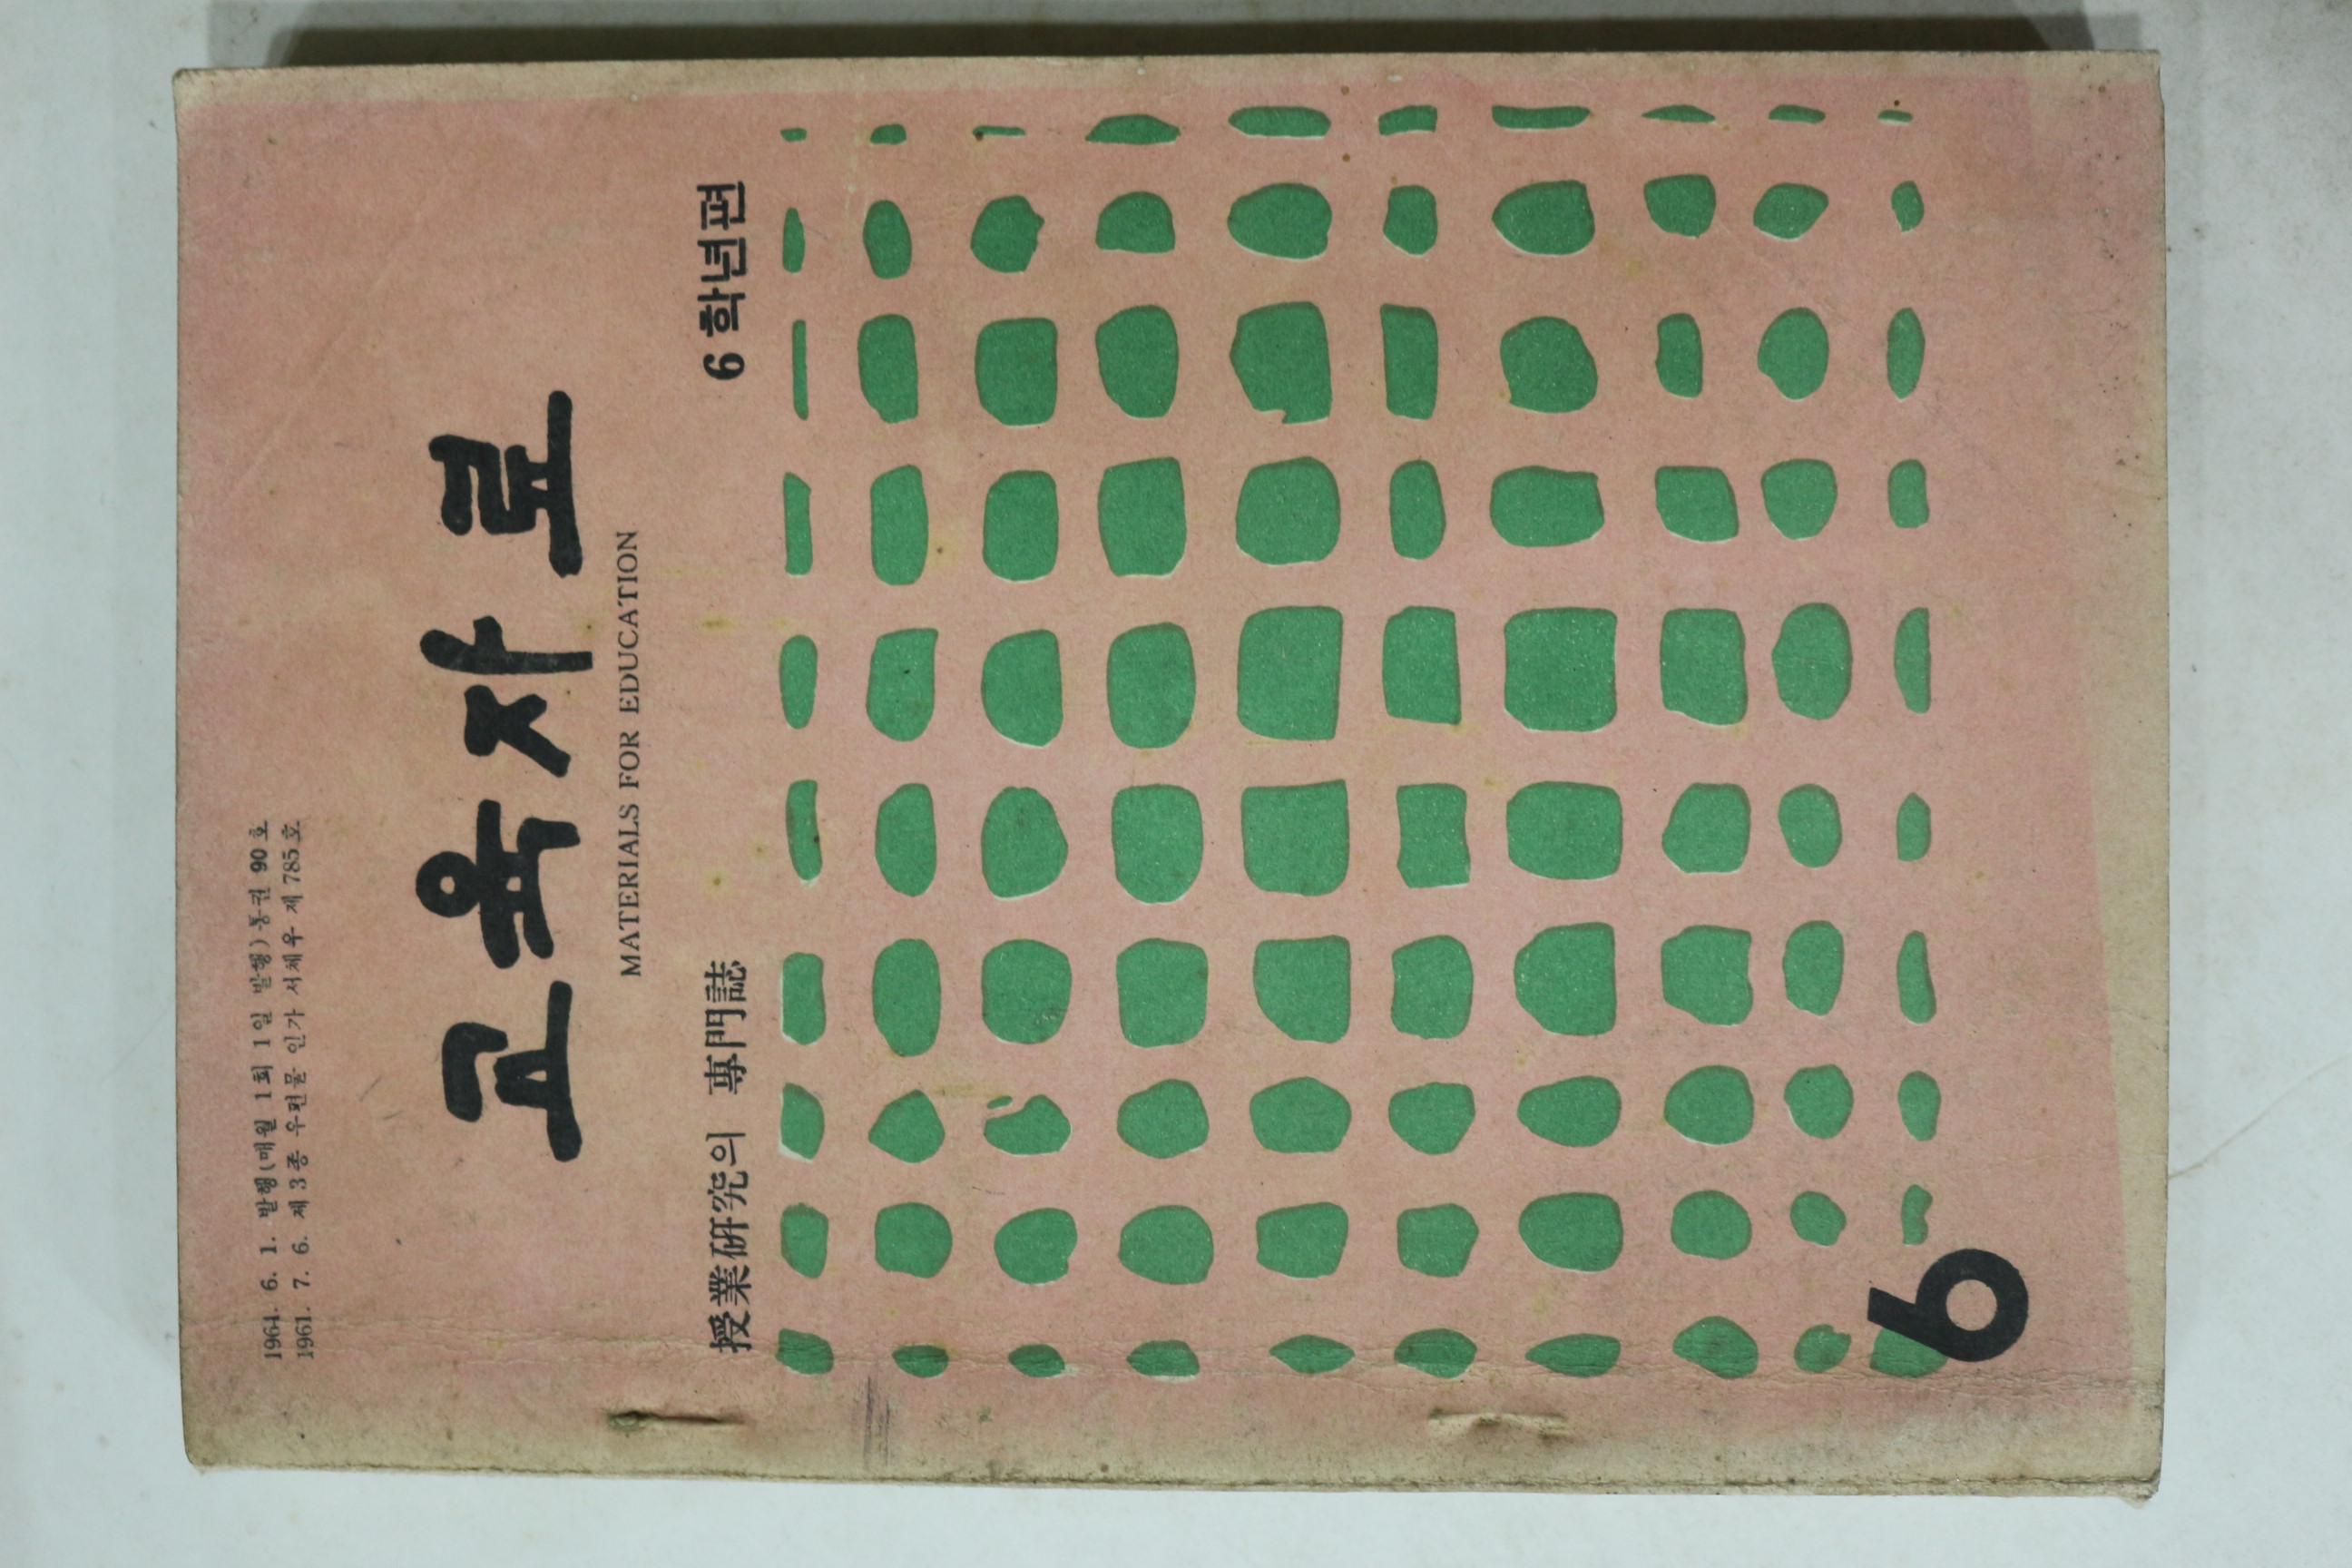 1964. 6. 1. 발행(매월 1회 1일 발행) 통권 90호
1961. 7. 6. 제3종 우편물 인가 서체우 제785호
교육자료
MATERIALS FOR EDUCATION
授業硏究의 專門誌 6학년편
6